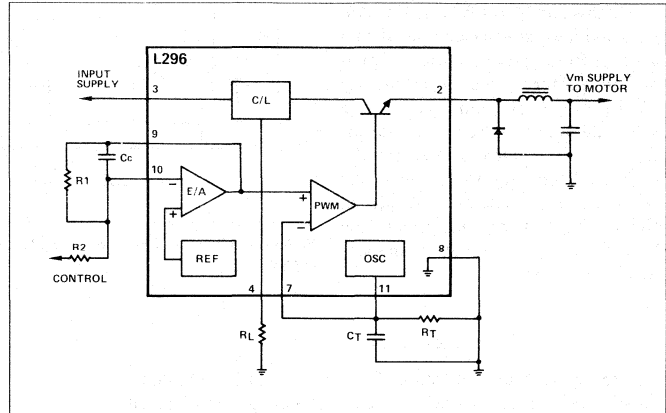 L296
INPUT
SUPPLY
3
C/L
2
Vm SUPPLY
TO MOTOR
9
Cc
10
R1
-
E/A
+
+
PWM
-
R2
REF
OSC
8
CONTROL
4
7
11
RL
CT
RT